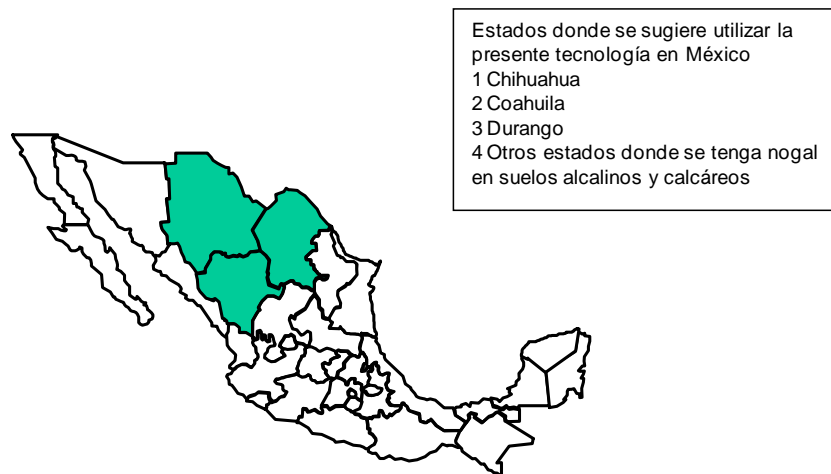 Estados donde se sugiere utilizar la
presente tecnología en México
1 Chihuahua
2 Coahuila
3 Durango
4 Otros estados donde se tenga nogal
en suelos alcalinos y calcáreos